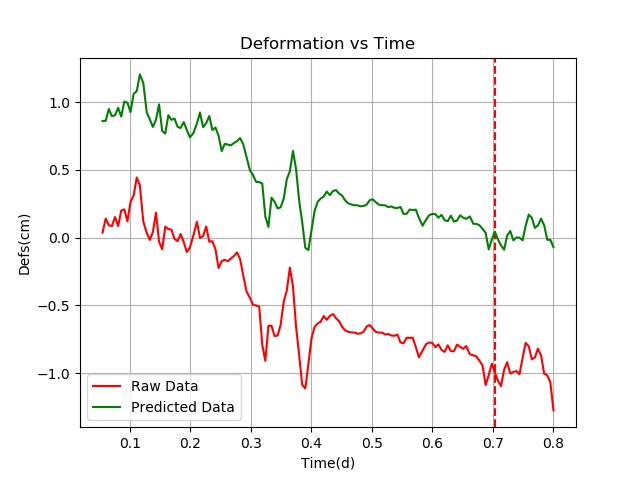 Deformation vs Time
Defs(cm)
1.0
0.5
0.0
−0.5
−1.0
Raw Data
Predicted Data
0.1 0.2 0.3 0.4 0.5 0.6 0.7 0.8
Time(d)